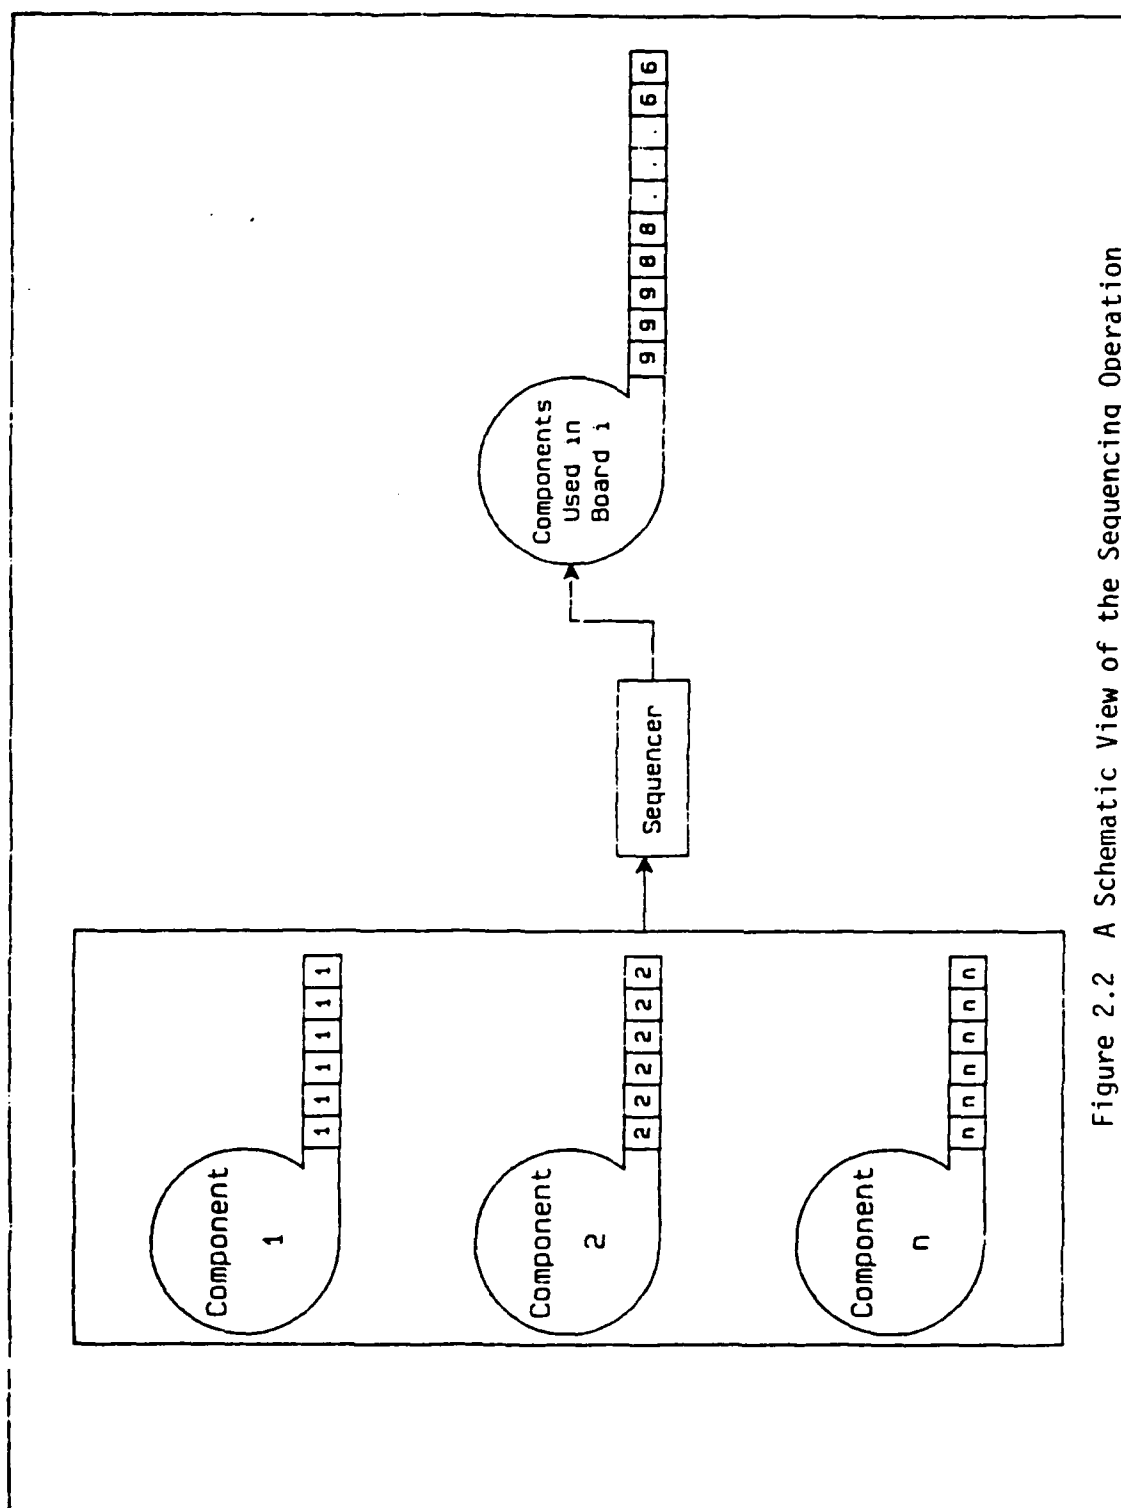 Component
1
1 1 1 1 1 1
Component
2
2 2 2 2 2 2
Component
n
n n n n n n
Sequencer
Components
Used in
Board i
9 9 9 8 8 . . . 6 6
Figure 2.2 A Schematic View of the Sequencing Operation